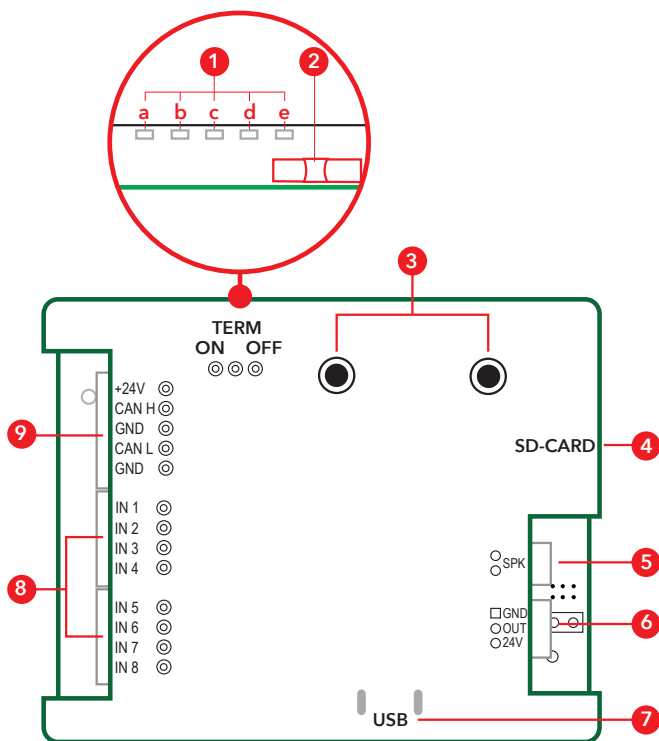 1 2
a b c d e
3
TERM
ON OFF
+24V
CAN H
GND
CAN L
GND
9
SD-CARD 4
IN 1
IN 2
IN 3
IN 4
8
IN 5
IN 6
IN 7
IN 8
SPK 5
GND
OUT 6
24V
USB 7